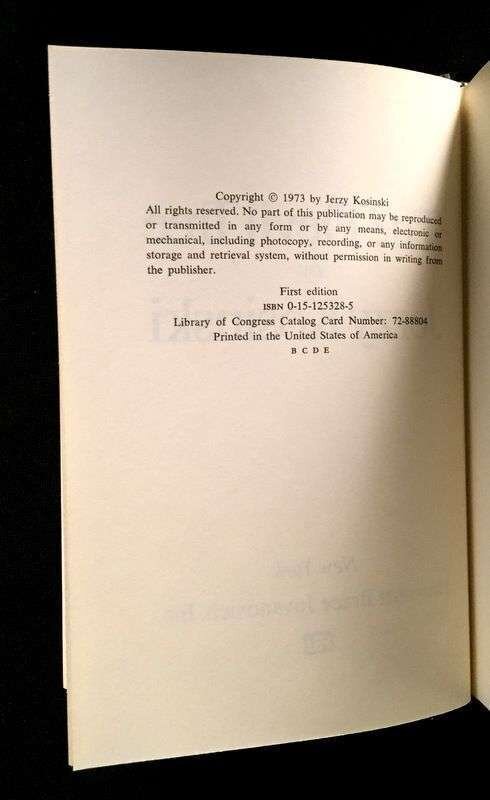 Copyright © 1973 by Jerzy Kosinski
All rights reserved. No part of this publication may be reproduced
or transmitted in any form or by any means, electronic or
mechanical, including photocopy, recording, or any information
storage and retrieval system, without permission in writing from
the publisher.
First edition
ISBN 0-15-125328-5
Library of Congress Catalog Card Number: 72-88804
Printed in the United States of America
B C D E